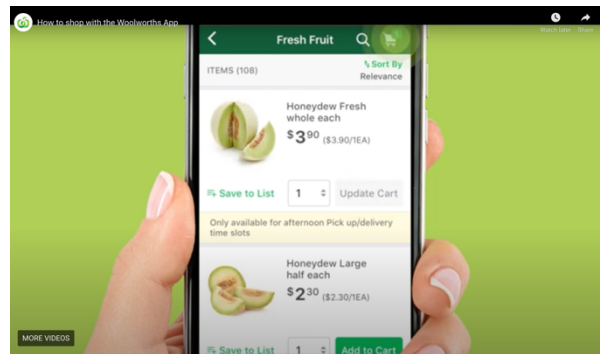 How to shop with the Woolworths App
Watch later
Share
Fresh Fruit
ITEMS (108)
Sort By
Relevance
Honeydew Fresh
whole each
$3.90 ($3.90/1EA)
Save to List
1
Update Cart
Only available for afternoon Pick up/delivery
time slots
Honeydew Large
half each
$2.30 ($2.30/1EA)
Save to List
1
Add to Cart
MORE VIDEOS